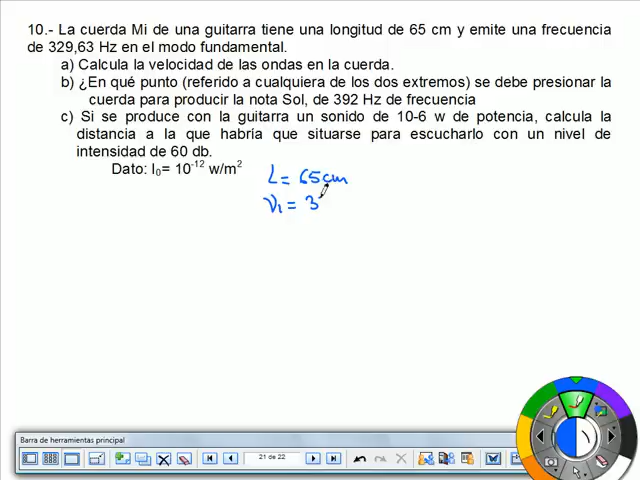 10.- La cuerda Mi de una guitarra tiene una longitud de 65 cm y emite una frecuencia
de 329,63 Hz en el modo fundamental.
a) Calcula la velocidad de las ondas en la cuerda.
b) ¿En qué punto (referido a cualquiera de los dos extremos) se debe presionar la
cuerda para producir la nota Sol, de 392 Hz de frecuencia
c) Si se produce con la guitarra un sonido de 10-6 w de potencia, calcula la
distancia a la que habría que situarse para escucharlo con un nivel de
intensidad de 60 db.
Dato: I₀= 10⁻¹² w/m²
L = 65cm
ν₁ = 3
Barra de herramientas principal
21 de 22